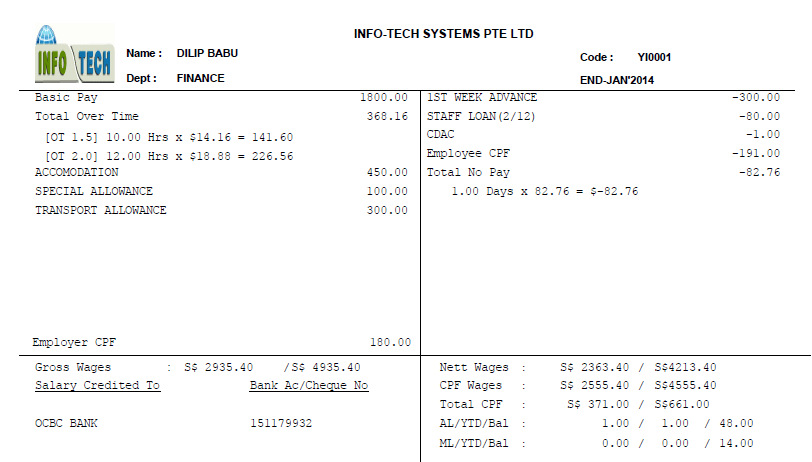 INFO-TECH SYSTEMS PTE LTD
INFO TECH
Name : DILIP BABU
Code : YI0001
Dept : FINANCE
END-JAN'2014
Basic Pay 1800.00
Total Over Time 368.16
[OT 1.5] 10.00 Hrs x $14.16 = 141.60
[OT 2.0] 12.00 Hrs x $18.88 = 226.56
ACCOMODATION 450.00
SPECIAL ALLOWANCE 100.00
TRANSPORT ALLOWANCE 300.00
Employer CPF 180.00
1ST WEEK ADVANCE -300.00
STAFF LOAN(2/12) -80.00
CDAC -1.00
Employee CPF -191.00
Total No Pay -82.76
1.00 Days x 82.76 = $-82.76
Gross Wages : S$ 2935.40 /S$ 4935.40
Salary Credited To Bank Ac/Cheque No
OCBC BANK 151179932
Nett Wages : S$ 2363.40 / S$4213.40
CPF Wages : S$ 2555.40 / S$4555.40
Total CPF : S$ 371.00 / S$661.00
AL/YTD/Bal : 1.00 / 1.00 / 48.00
ML/YTD/Bal : 0.00 / 0.00 / 14.00